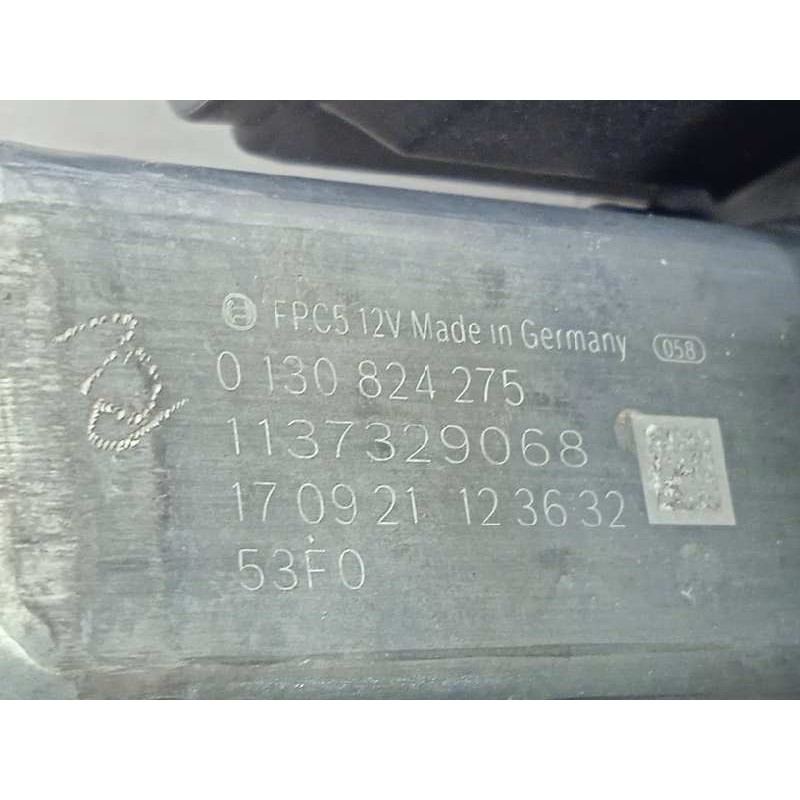 FPC5 12V Made in Germany 058
0 130 824 275
1137329068
17 09 21 12 36 32
53F0